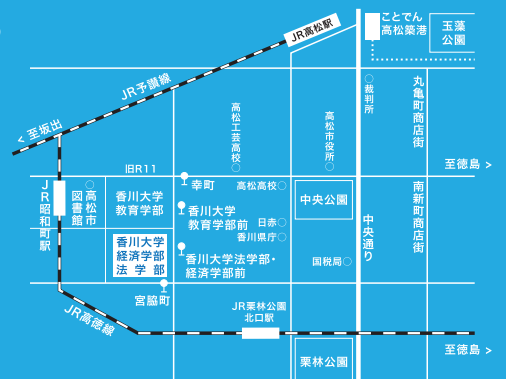 ことでん
高松築港
玉藻
公園
JR高松駅
JR予讃線
裁判所
丸亀町商店街
高松工芸高校
高松市役所
< 至坂出
旧R11
至徳島 >
幸町
高松高校
JR昭和町駅
図書館
高松市
香川大学
教育学部
香川大学
教育学部前
中央公園
南新町商店街
日赤
香川県庁
中央通り
香川大学
経済学部
法学部
香川大学法学部・
経済学部前
国税局
宮脇町
JR高徳線
JR栗林公園
北口駅
至徳島 >
栗林公園